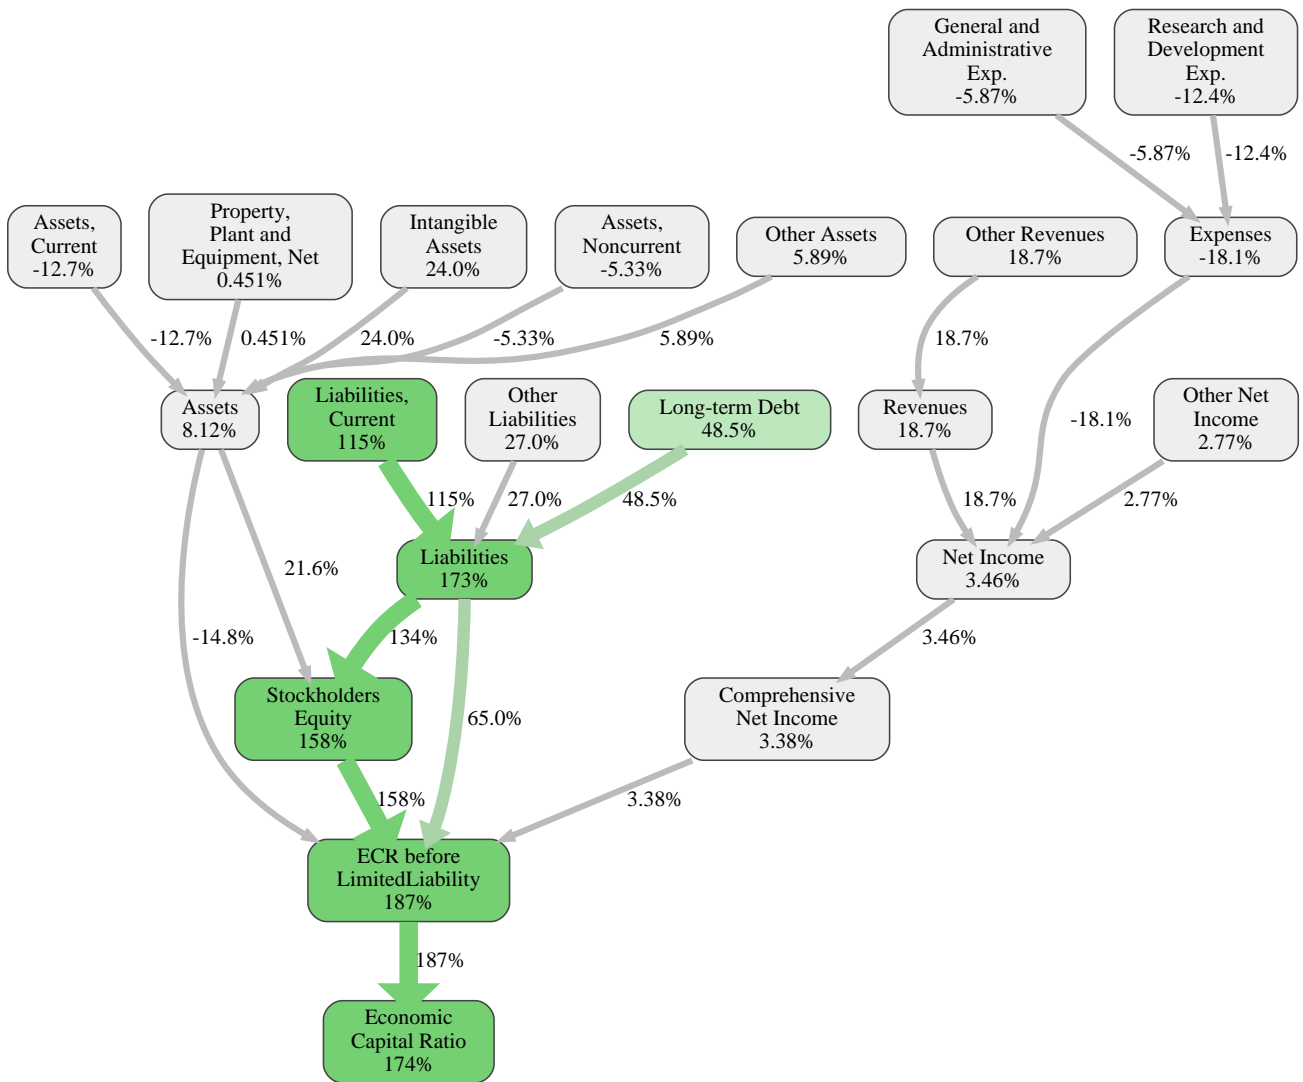 General and
Administrative
Exp.
-5.87%
Research and
Development
Exp.
-12.4%
-5.87%
-12.4%
Assets,
Current
-12.7%
Property,
Plant and
Equipment, Net
0.451%
Intangible
Assets
24.0%
Assets,
Noncurrent
-5.33%
Other Assets
5.89%
Other Revenues
18.7%
Expenses
-18.1%
-12.7%
0.451%
24.0%
-5.33%
5.89%
18.7%
-18.1%
Assets
8.12%
Liabilities,
Current
115%
Other
Liabilities
27.0%
Long-term Debt
48.5%
Revenues
18.7%
Other Net
Income
2.77%
115%
27.0%
48.5%
18.7%
2.77%
21.6%
Liabilities
173%
Net Income
3.46%
-14.8%
134%
3.46%
Stockholders
Equity
158%
65.0%
Comprehensive
Net Income
3.38%
158%
3.38%
ECR before
LimitedLiability
187%
187%
Economic
Capital Ratio
174%